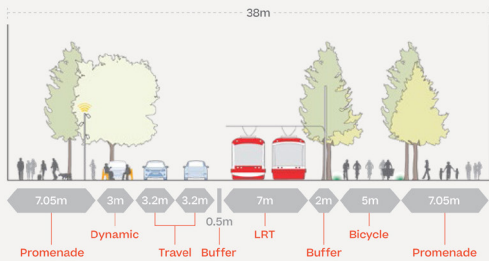 38m
7.05m 3m 3.2m 3.2m 0.5m 7m 2m 5m 7.05m
Dynamic LRT Bicycle
Promenade Travel Buffer Buffer Promenade